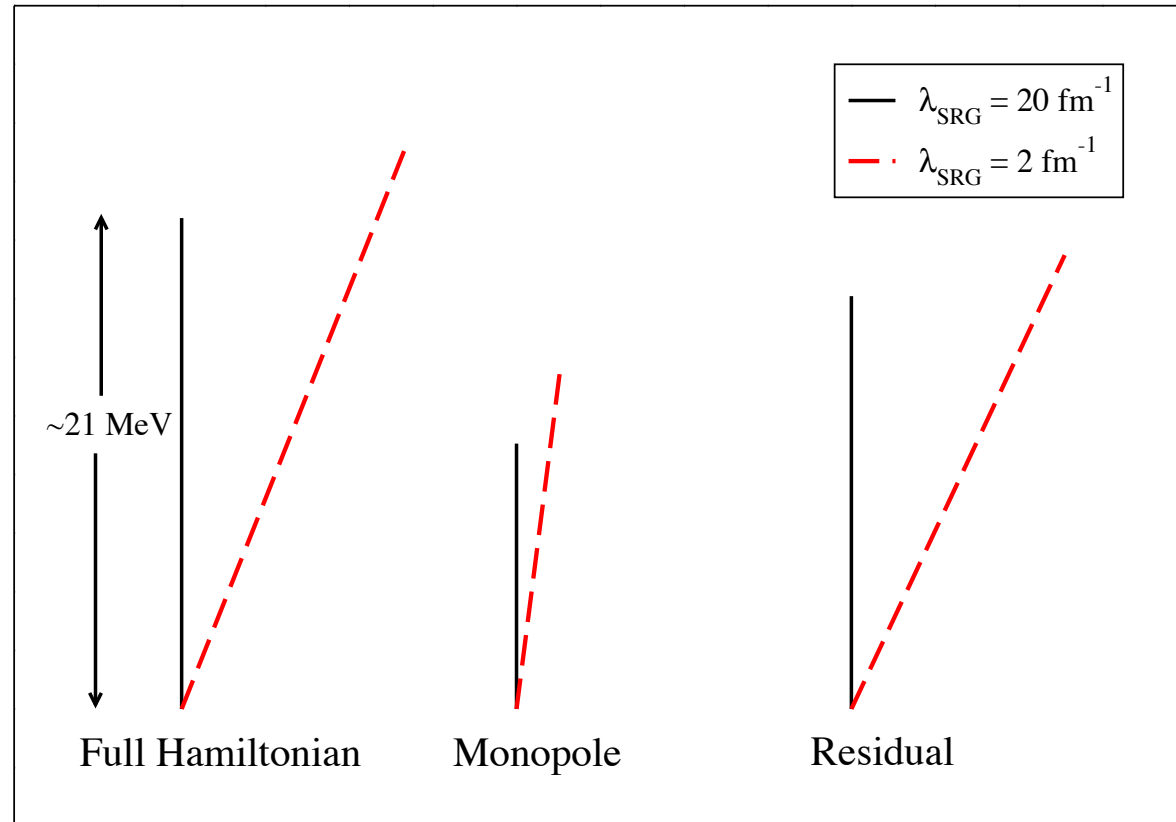 λSRG = 20 fm-1
λSRG = 2 fm-1
~21 MeV
Full Hamiltonian
Monopole
Residual